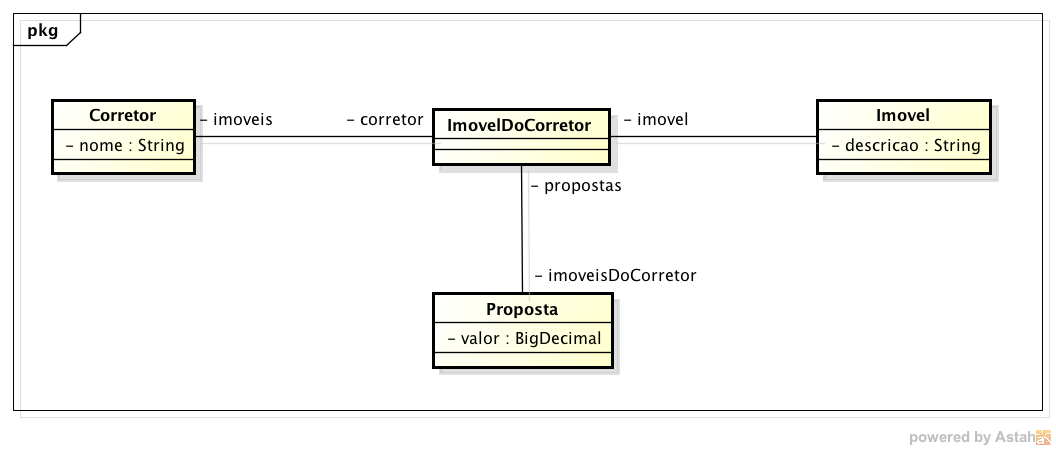 pkg
Corretor
- nome : String
- imoveis
- corretor
ImovelDoCorretor
- imovel
Imovel
- descricao : String
- propostas
- imoveisDoCorretor
Proposta
- valor : BigDecimal
powered by Astah